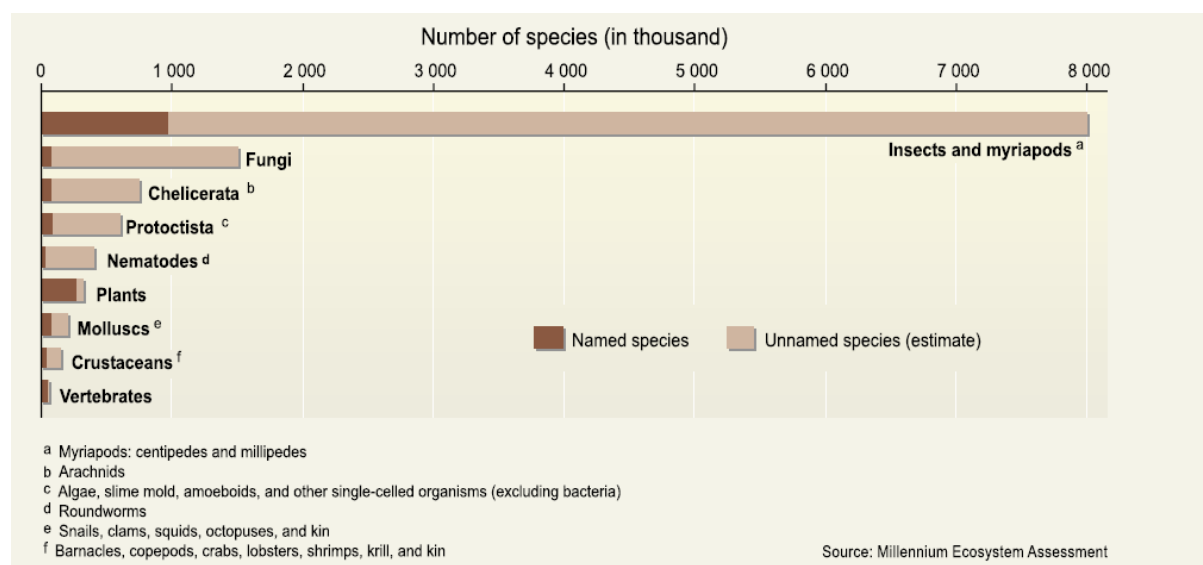 Number of species (in thousand)
0 1 000 2 000 3 000 4 000 5 000 6 000 7 000 8 000
Insects and myriapods a
Fungi
Chelicerata b
Protoctista c
Nematodes d
Plants
Molluscs e
Crustaceans f
Vertebrates
Named species Unnamed species (estimate)
a Myriapods: centipedes and millipedes
b Arachnids
c Algae, slime mold, amoeboids, and other single-celled organisms (excluding bacteria)
d Roundworms
e Snails, clams, squids, octopuses, and kin
f Barnacles, copepods, crabs, lobsters, shrimps, krill, and kin
Source: Millennium Ecosystem Assessment